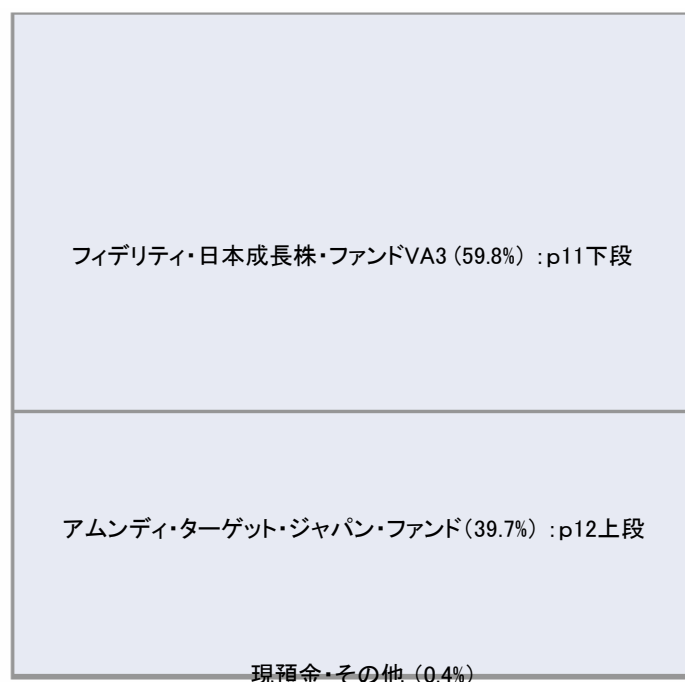 フィデリティ・日本成長株・ファンドVA3 (59.8%) :p11下段
アムンディ・ターゲット・ジャパン・ファンド(39.7%) :p12上段
現預金・その他 (0.4%)